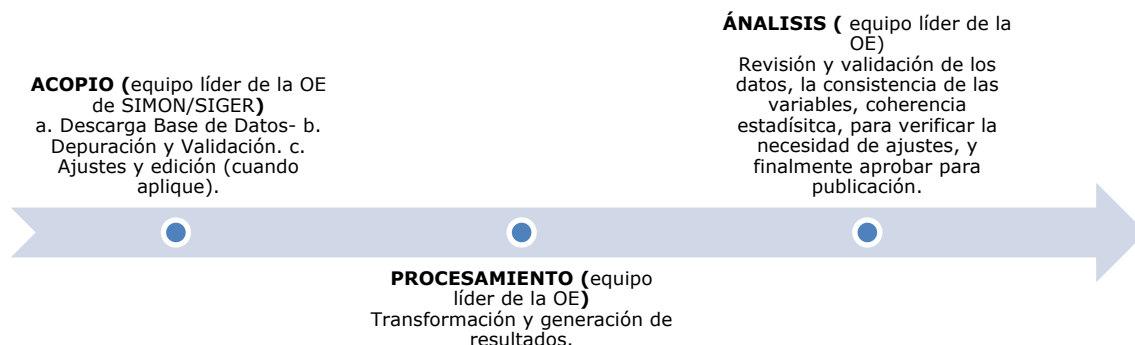 ACOPIO (equipo líder de la OE
de SIMON/SIGER)
a. Descarga Base de Datos- b.
Depuración y Validación. c.
Ajustes y edición (cuando
aplique).
PROCESAMIENTO (equipo
líder de la OE)
Transformación y generación de
resultados.
ÁNALISIS ( equipo líder de la
OE)
Revisión y validación de los
datos, la consistencia de las
variables, coherencia
estadísitca, para verificar la
necesidad de ajustes, y
finalmente aprobar para
publicación.